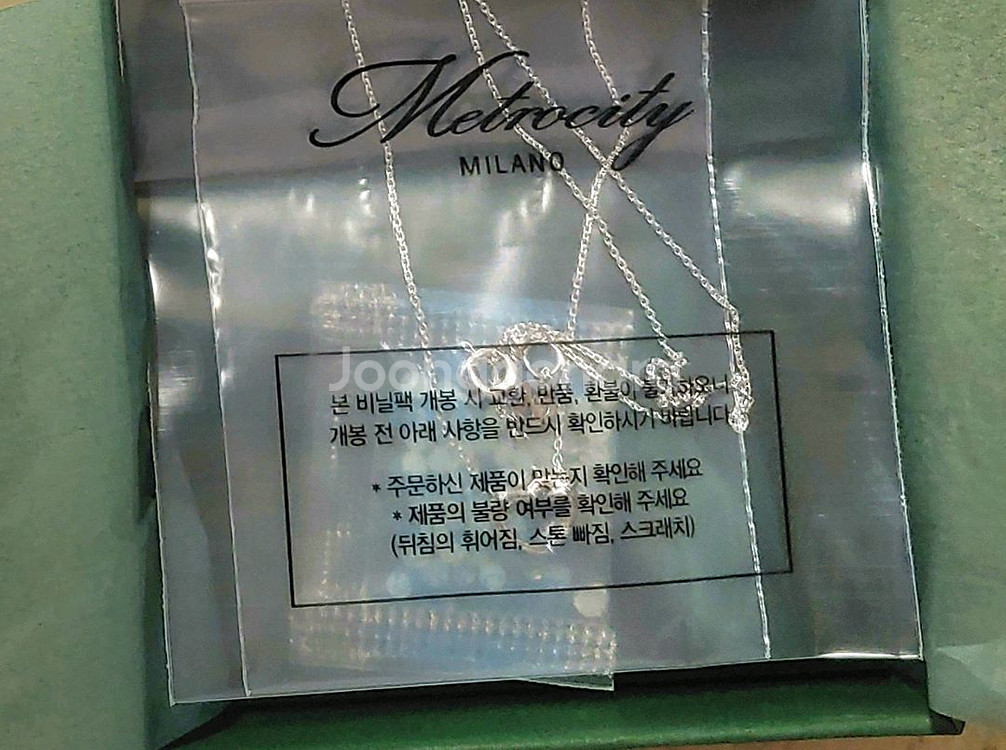 Metrocity
MILANO
본 비닐팩 개봉 시 교환, 반품, 환불이 불가하오니
개봉 전 아래 사항을 반드시 확인하시기 바랍니다.
* 주문하신 제품이 맞는지 확인해 주세요
* 제품의 불량 여부를 확인해 주세요
(뒤침의 휘어짐, 스톤 빠짐, 스크래치)